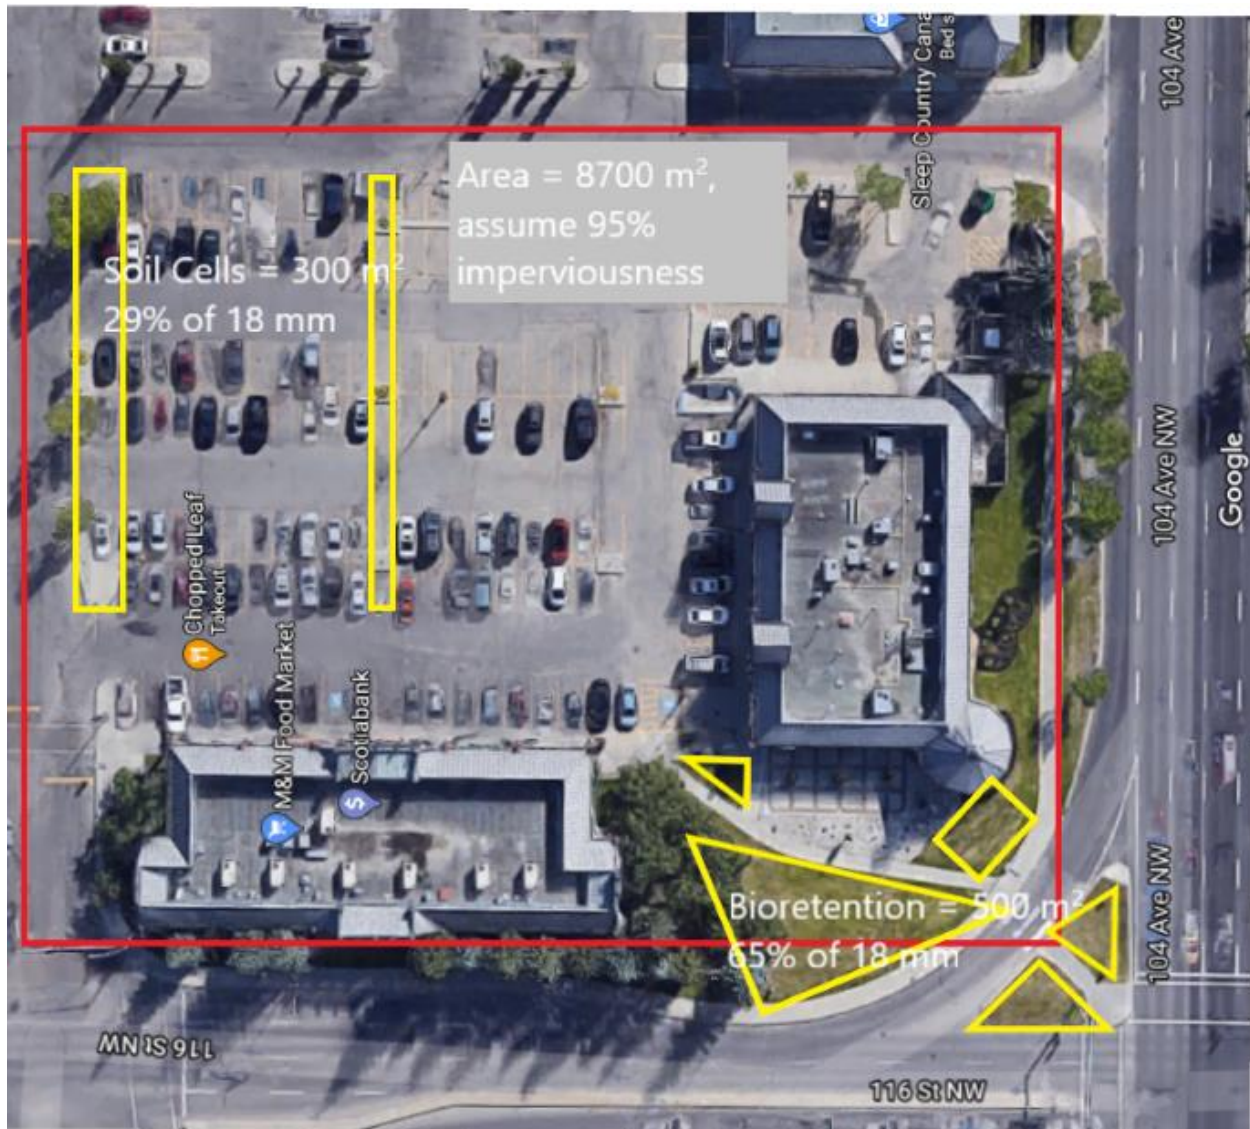 104 Ave
Sleep Country Cana
Bed s
Area = 8700 m²,
assume 95%
imperviousness
Soil Cells = 300 m²
29% of 18 mm
104 Ave NW
Google
Chopped Leaf
Takeout
M&M Food Market
Scotiabank
Bioretention = 500 m²
65% of 18 mm
104 Ave NW
116 St NW
116 St NW